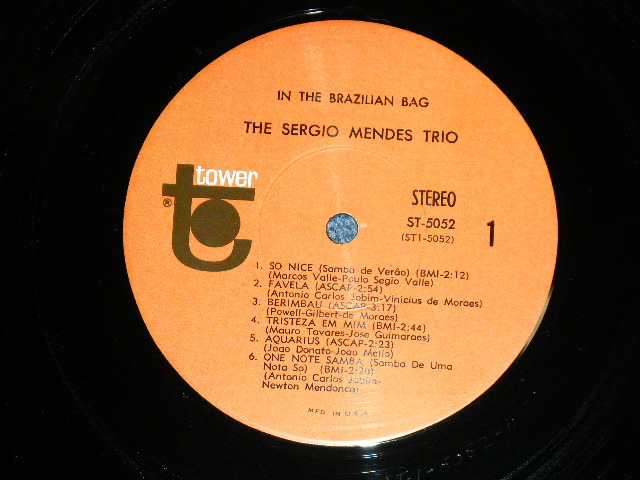 IN THE BRAZILIAN BAG
THE SERGIO MENDES TRIO
tower
®
STEREO
ST-5052
(ST1-5052)
1
1. SO NICE (Samba de Verão) (BMI-2:12)
(Marcos Valle-Paulo Segio Valle)
2. FAVELA (ASCAP-2:54)
(Antonio Carlos Jobim-Vinicius de Moraes)
3. BERIMBAU (ASCAP-3:17)
(Powell-Gilbert-de Moraes)
4. TRISTEZA EM MIM (BMI-2:44)
(Mauro Tavares-Jose Guimaraes)
5. AQUARIUS (ASCAP-2:23)
(Joao Donato-Joao Mello)
6. ONE NOTE SAMBA (Samba De Uma
Nota So) (BMI-2:20)
(Antonio Carlos Jobim-
Newton Mendonca)
MFD. IN U.S.A.